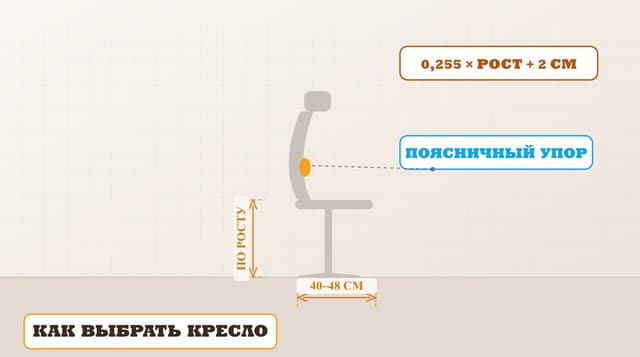 0,255 × РОСТ + 2 СМ
ПОЯСНИЧНЫЙ УПОР
ПО РОСТУ
40–48 СМ
КАК ВЫБРАТЬ КРЕСЛО